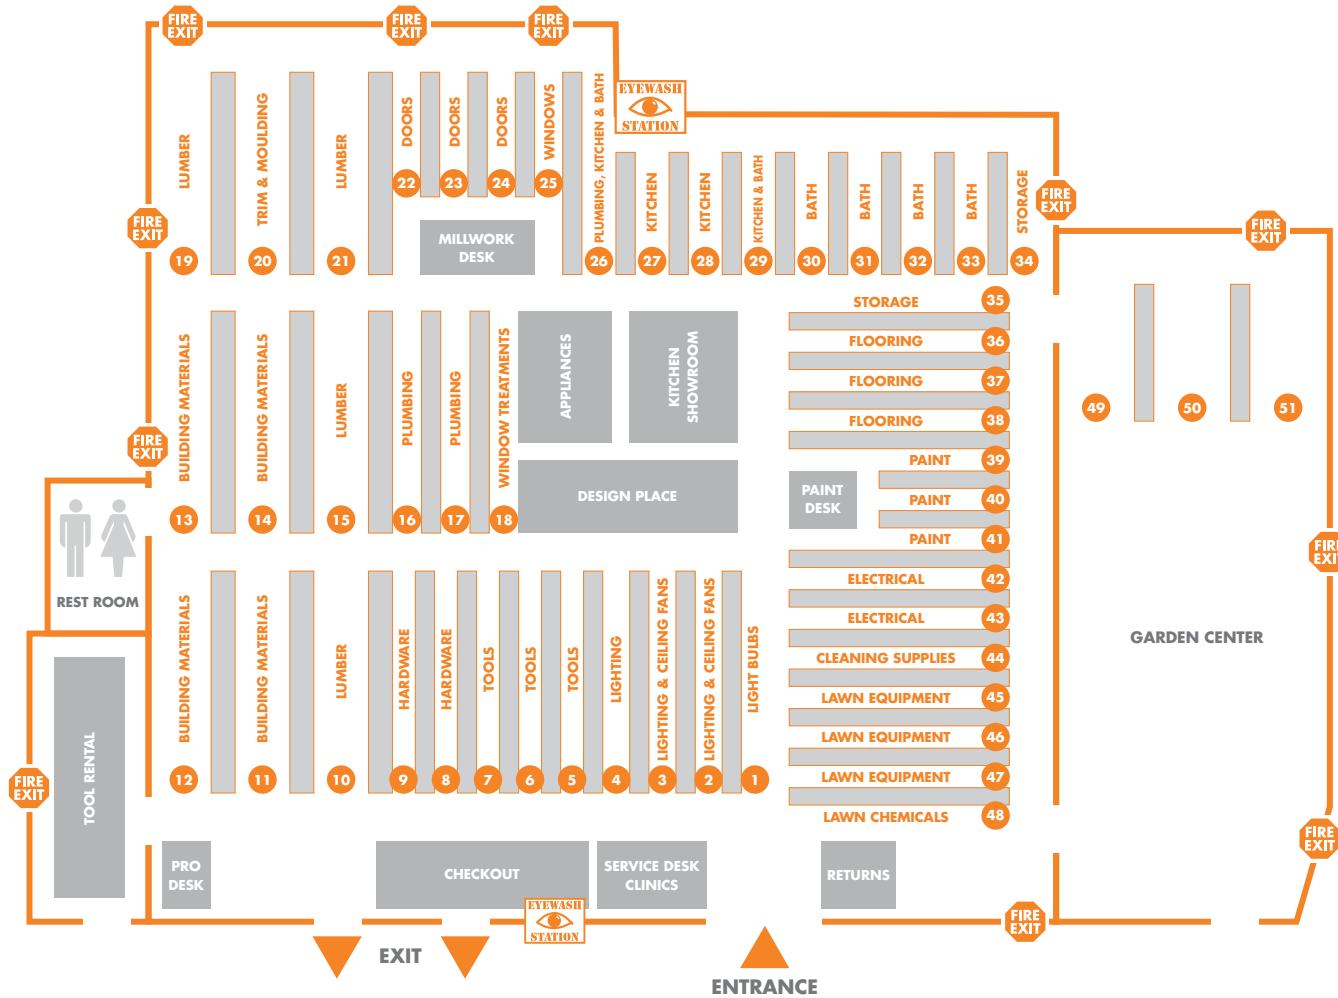 FIRE
EXIT
FIRE
EXIT
FIRE
EXIT
EYEWASH
STATION
LUMBER
19
TRIM & MOULDING
20
LUMBER
21
DOORS
22
DOORS
23
DOORS
24
WINDOWS
25
PLUMBING, KITCHEN & BATH
26
KITCHEN
27
KITCHEN
28
KITCHEN & BATH
29
BATH
30
BATH
31
BATH
32
BATH
33
STORAGE
34
FIRE
EXIT
FIRE
EXIT
FIRE
EXIT
MILLWORK
DESK
BUILDING MATERIALS
13
BUILDING MATERIALS
14
LUMBER
15
PLUMBING
16
PLUMBING
17
WINDOW TREATMENTS
18
APPLIANCES
KITCHEN
SHOWROOM
DESIGN PLACE
STORAGE
35
FLOORING
36
FLOORING
37
FLOORING
38
PAINT
39
PAINT
40
PAINT
41
PAINT
DESK
ELECTRICAL
42
ELECTRICAL
43
CLEANING SUPPLIES
44
LAWN EQUIPMENT
45
LAWN EQUIPMENT
46
LAWN EQUIPMENT
47
LAWN CHEMICALS
48
49
50
51
FIRE
EXIT
FIRE
EXIT
GARDEN CENTER
REST ROOM
BUILDING MATERIALS
12
BUILDING MATERIALS
11
LUMBER
10
HARDWARE
9
HARDWARE
8
TOOLS
7
TOOLS
6
TOOLS
5
LIGHTING
4
LIGHTING & CEILING FANS
3
LIGHTING & CEILING FANS
2
LIGHT BULBS
1
FIRE
EXIT
TOOL RENTAL
PRO
DESK
CHECKOUT
SERVICE DESK
CLINICS
RETURNS
FIRE
EXIT
EYEWASH
STATION
FIRE
EXIT
EXIT
ENTRANCE